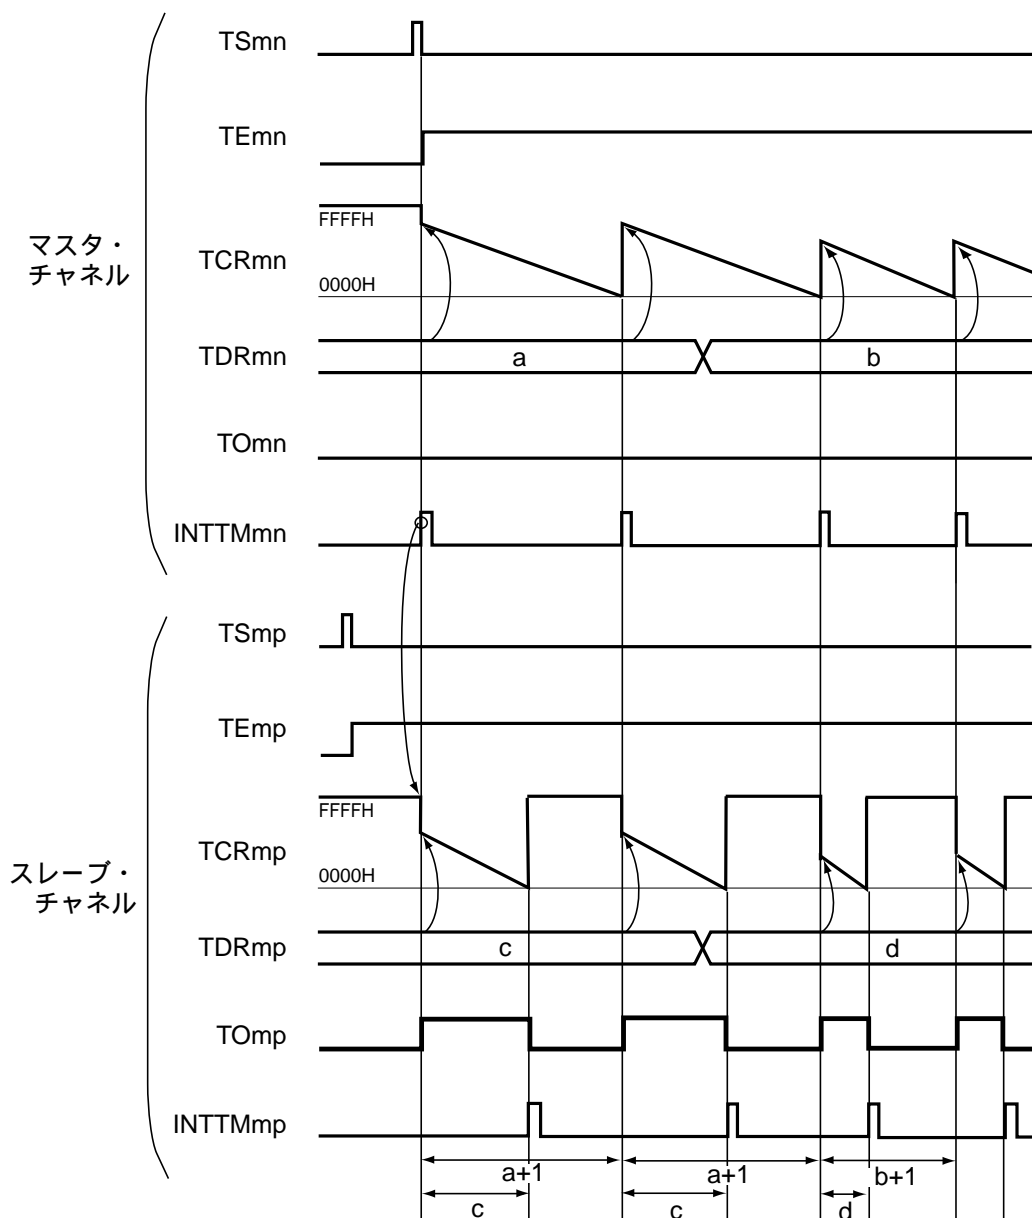 マスタ・
チャネル
TSmn
TEmn
FFFFH
TCRmn
0000H
TDRmn
a
b
TOmn
INTTMmn
スレーブ・
チャネル
TSmp
TEmp
FFFFH
TCRmp
0000H
TDRmp
c
d
TOmp
INTTMmp
a+1
a+1
b+1
c
c
d